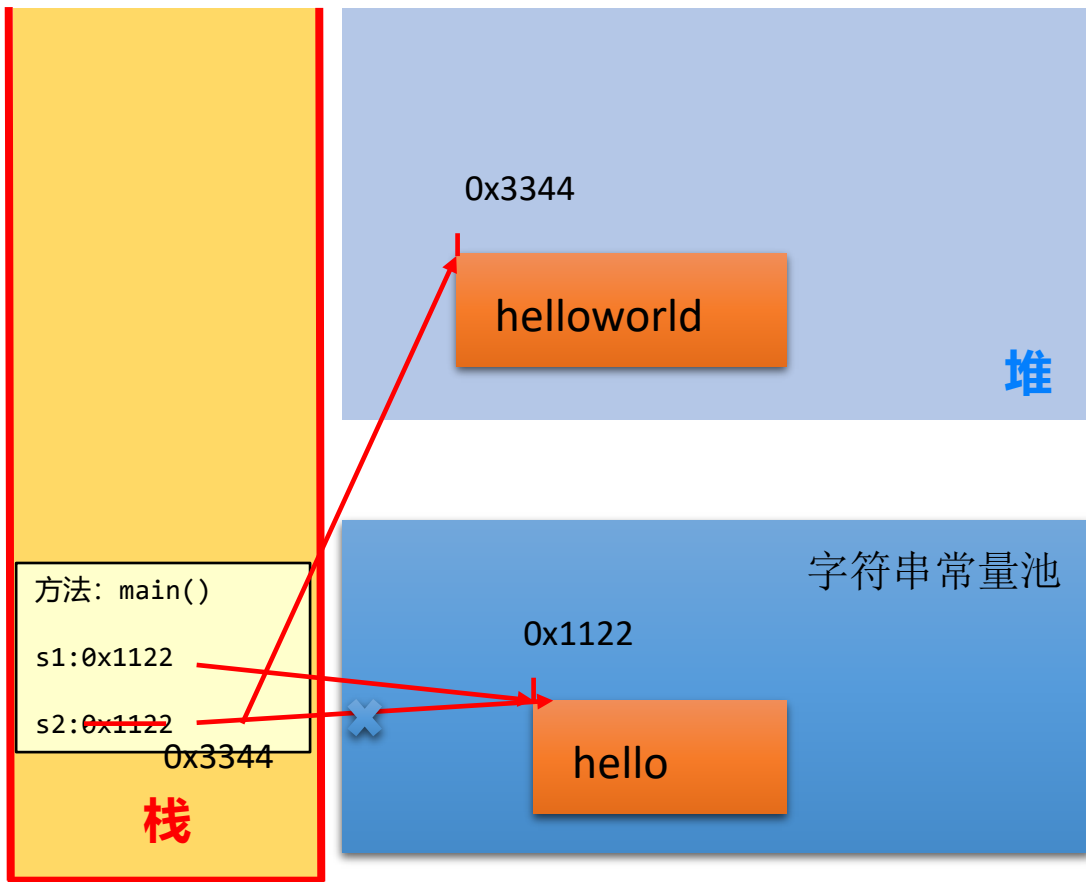 0x3344
helloworld
堆
字符串常量池
方法：main()
0x1122
s1:0x1122
s2:0x1122
0x3344
hello
栈